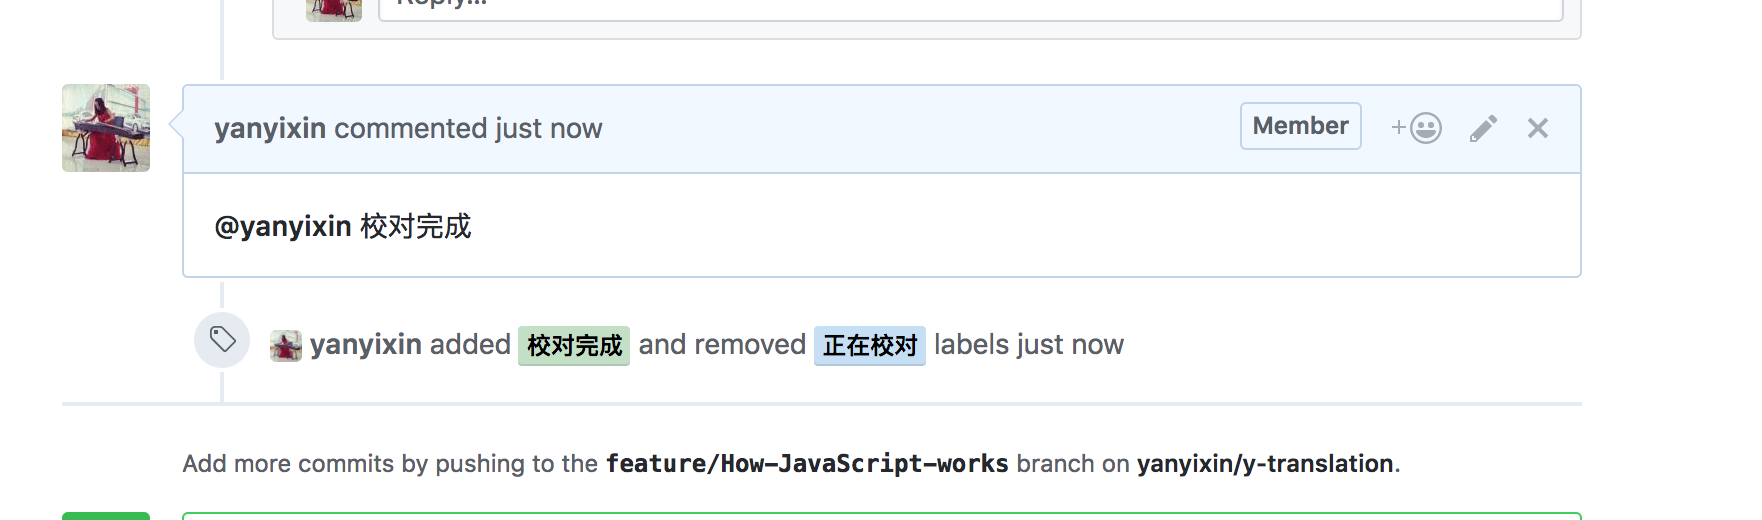 Reply...
yanyixin commented just now Member
@yanyixin 校对完成
yanyixin added 校对完成 and removed 正在校对 labels just now
Add more commits by pushing to the feature/How-JavaScript-works branch on yanyixin/y-translation.